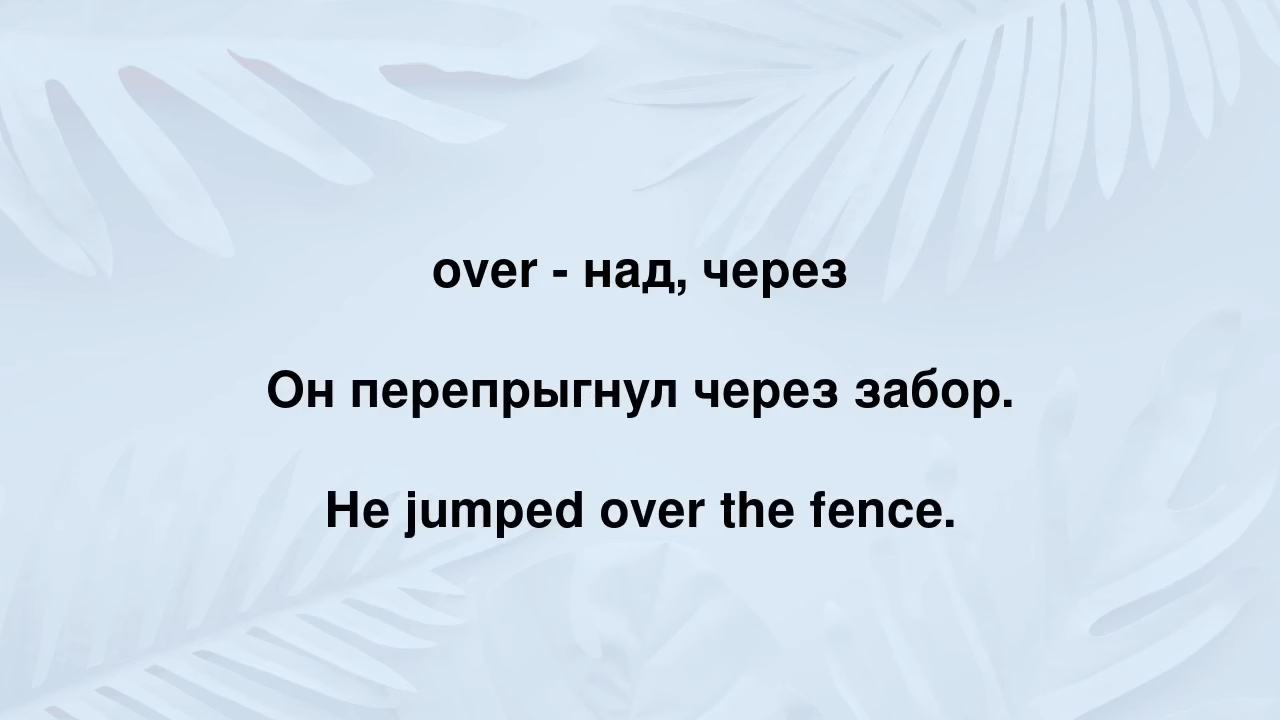 over - над, через
Он перепрыгнул через забор.
He jumped over the fence.